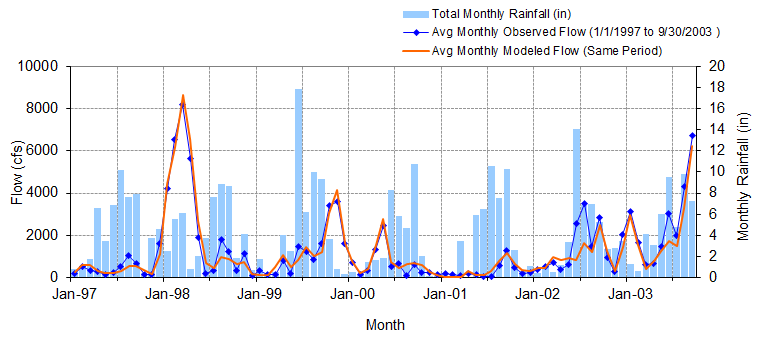 Total Monthly Rainfall (in)
Avg Monthly Observed Flow (1/1/1997 to 9/30/2003 )
Avg Monthly Modeled Flow (Same Period)
10000
8000
6000
4000
2000
0
Flow (cfs)
20
18
16
14
12
10
8
6
4
2
0
Monthly Rainfall (in)
Jan-97 Jan-98 Jan-99 Jan-00 Jan-01 Jan-02 Jan-03
Month